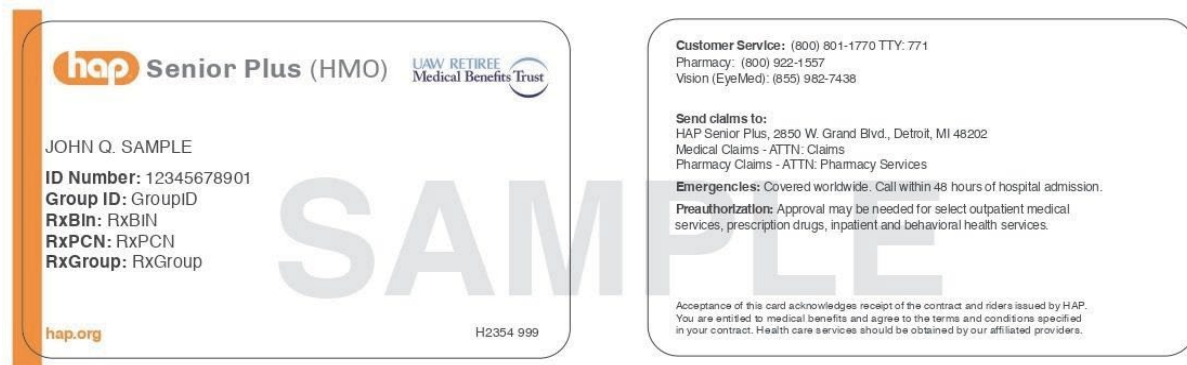 hap Senior Plus (HMO)
UAW RETIREE
Medical Benefits Trust
JOHN Q. SAMPLE
ID Number: 12345678901
Group ID: GroupID
RxBin: RxBIN
RxPCN: RxPCN
RxGroup: RxGroup
hap.org
H2354 999
Customer Service: (800) 801-1770 TTY: 771
Pharmacy: (800) 922-1557
Vision (EyeMed): (855) 982-7438
Send claims to:
HAP Senior Plus, 2850 W. Grand Blvd., Detroit, MI 48202
Medical Claims - ATTN: Claims
Pharmacy Claims - ATTN: Pharmacy Services
Emergencies: Covered worldwide. Call within 48 hours of hospital admission.
Preauthorization: Approval may be needed for select outpatient medical
services, prescription drugs, inpatient and behavioral health services.
Acceptance of this card acknowledges receipt of the contract and riders issued by HAP.
You are entitled to medical benefits and agree to the terms and conditions specified
in your contract. Health care services should be obtained by our affiliated providers.
SAMPLE